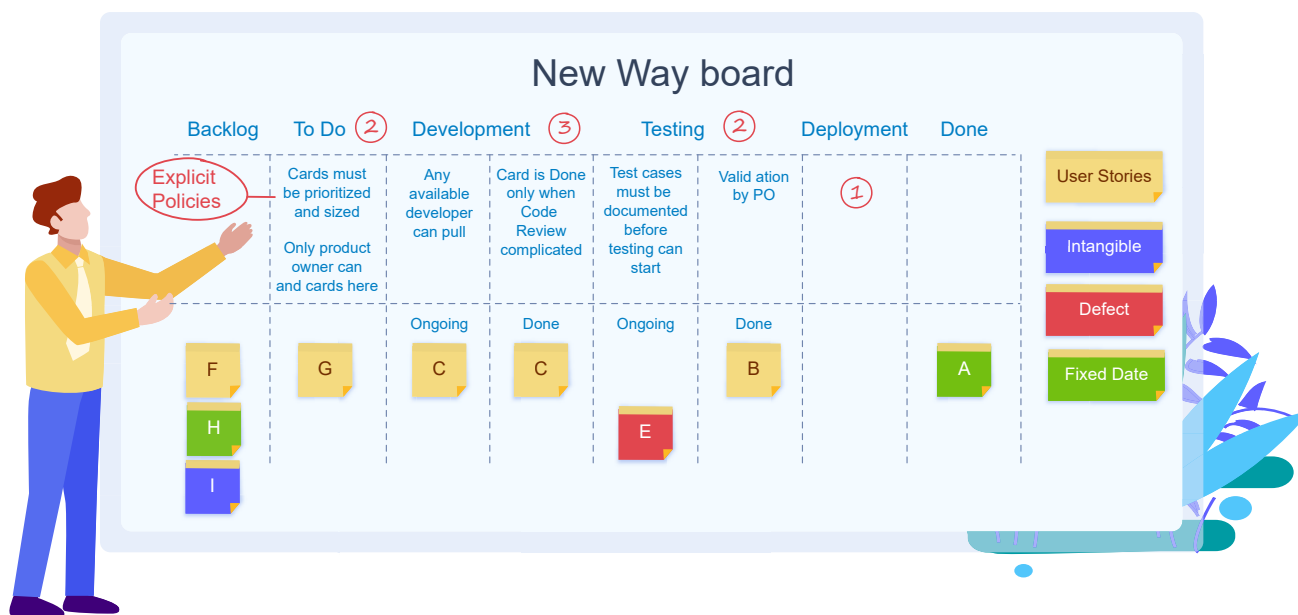 New Way board
Backlog
To Do
2
Development
3
Testing
2
Deployment
Done
Explicit
Policies
Cards must
be prioritized
and sized
Only product
owner can
and cards here
Any
available
developer
can pull
Card is Done
only when
Code
Review
complicated
Test cases
must be
documented
before
testing can
start
Valid ation
by PO
1
User Stories
Intangible
Defect
Fixed Date
Ongoing
Done
Ongoing
Done
F
G
C
C
B
A
H
E
I